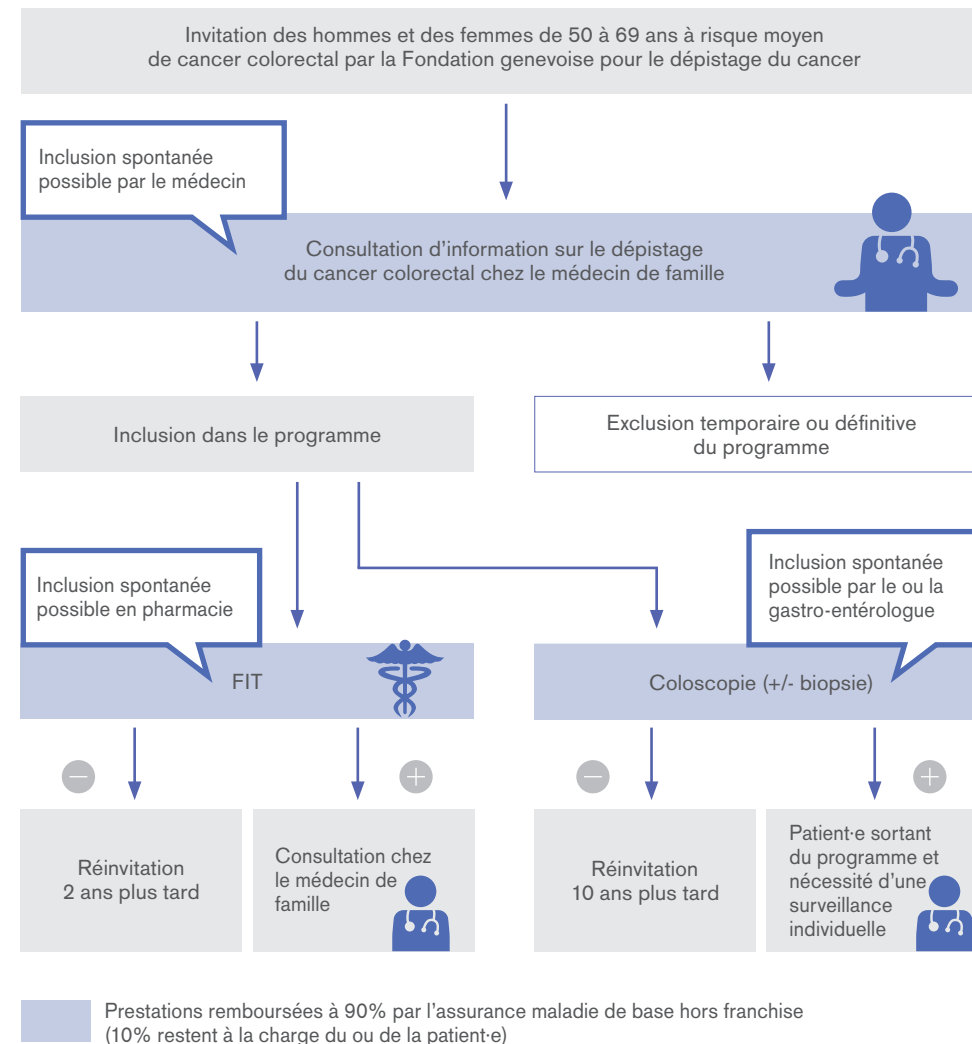 Invitation des hommes et des femmes de 50 à 69 ans à risque moyen
de cancer colorectal par la Fondation genevoise pour le dépistage du cancer
Inclusion spontanée
possible par le médecin
Consultation d’information sur le dépistage
du cancer colorectal chez le médecin de famille
Inclusion dans le programme
Exclusion temporaire ou définitive
du programme
Inclusion spontanée
possible en pharmacie
Inclusion spontanée
possible par le ou la
gastro-entérologue
FIT
Coloscopie (+/- biopsie)
−
+
−
+
Réinvitation
2 ans plus tard
Consultation chez
le médecin de
famille
Réinvitation
10 ans plus tard
Patient·e sortant
du programme et
nécessité d’une
surveillance
individuelle
Prestations remboursées à 90% par l’assurance maladie de base hors franchise
(10% restent à la charge du ou de la patient·e)